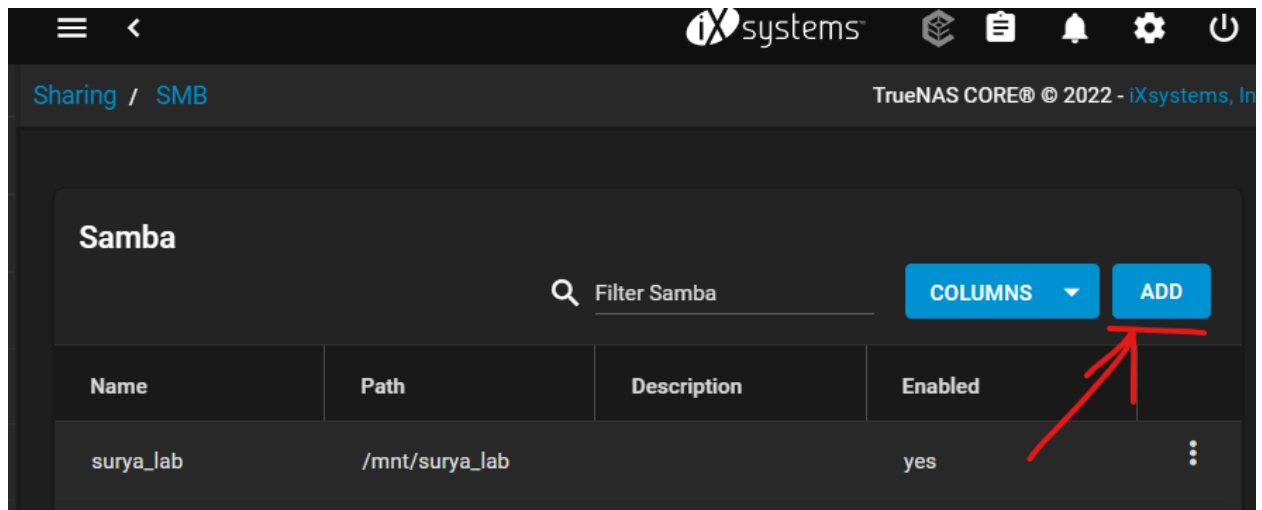 iXsystems
Sharing / SMB
TrueNAS CORE® © 2022 - iXsystems, In
Samba
Filter Samba
COLUMNS
ADD
Name Path Description Enabled
surya_lab /mnt/surya_lab yes